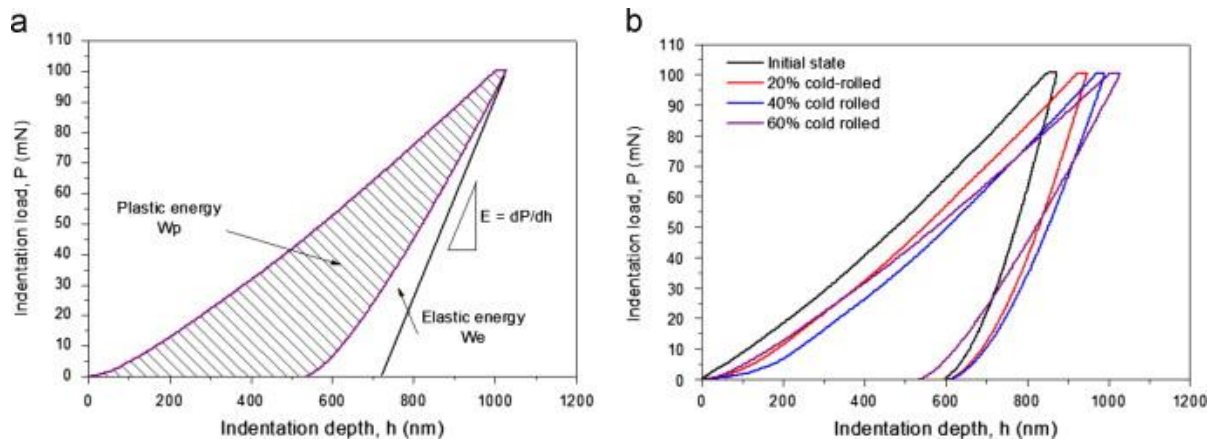 a
110
100
90
80
70
60
50
40
30
20
10
0
Indentation load, P (mN)
Plastic energy
Wp
E = dP/dh
Elastic energy
We
0 200 400 600 800 1000 1200
Indentation depth, h (nm)
b
110
100
90
80
70
60
50
40
30
20
10
0
Indentation load, P (mN)
Initial state
20% cold-rolled
40% cold rolled
60% cold rolled
0 200 400 600 800 1000 1200
Indentation depth, h (nm)